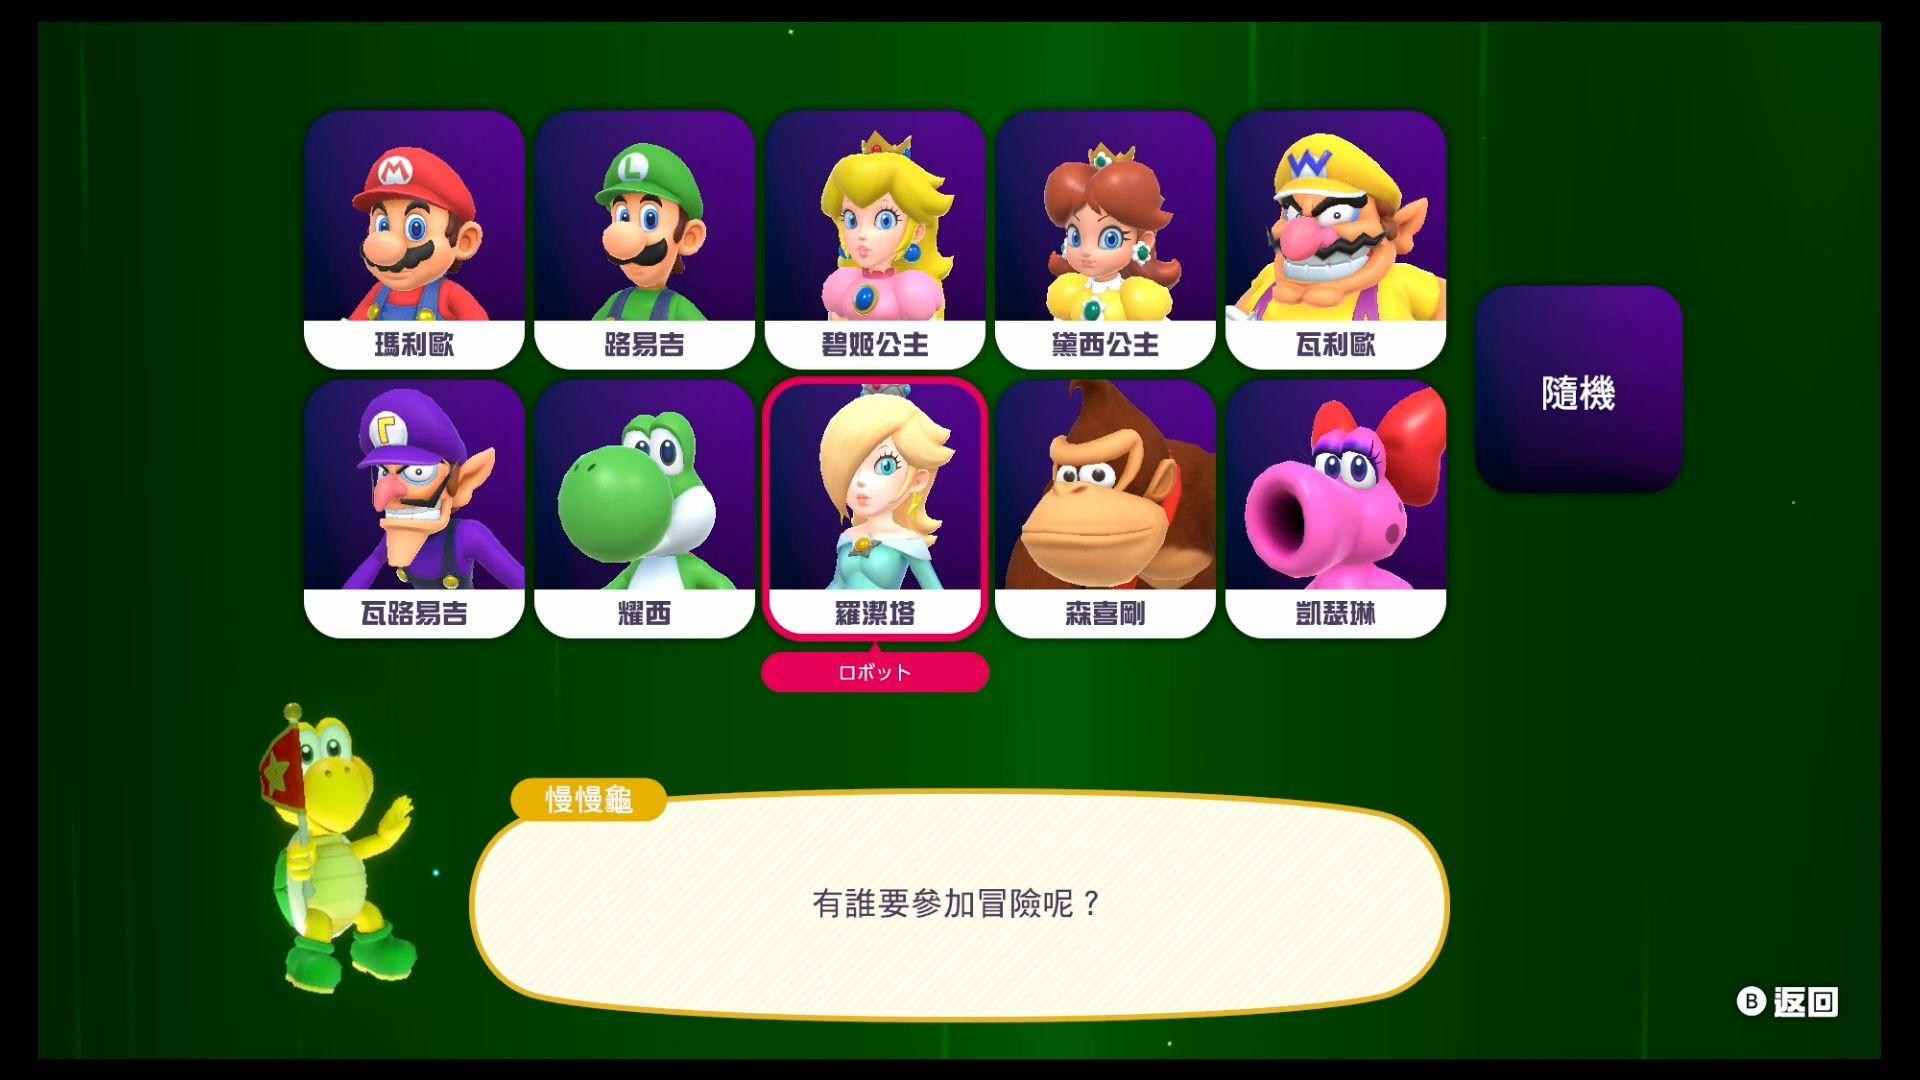 瑪利歐
路易吉
碧姬公主
黛西公主
瓦利歐
瓦路易吉
耀西
羅潔塔
森喜剛
凱瑟琳
隨機
ロボット
慢慢龜
有誰要參加冒險呢？
B 返回